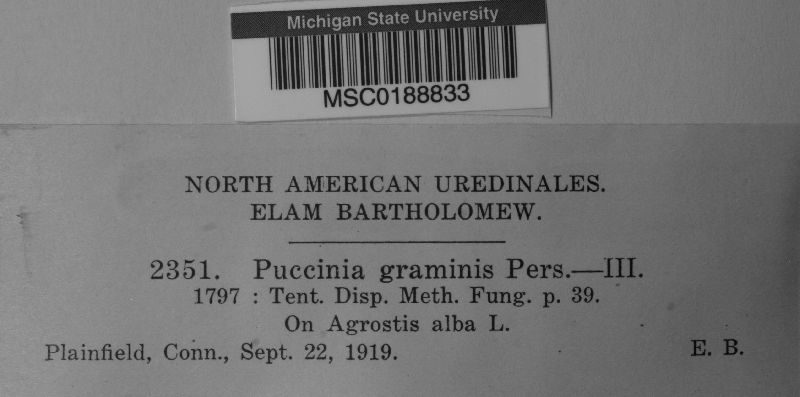 Michigan State University
MSC0188833
NORTH AMERICAN UREDINALES.
ELAM BARTHOLOMEW.
2351. Puccinia graminis Pers.—III.
1797 : Tent. Disp. Meth. Fung. p. 39.
On Agrostis alba L.
Plainfield, Conn., Sept. 22, 1919. E. B.